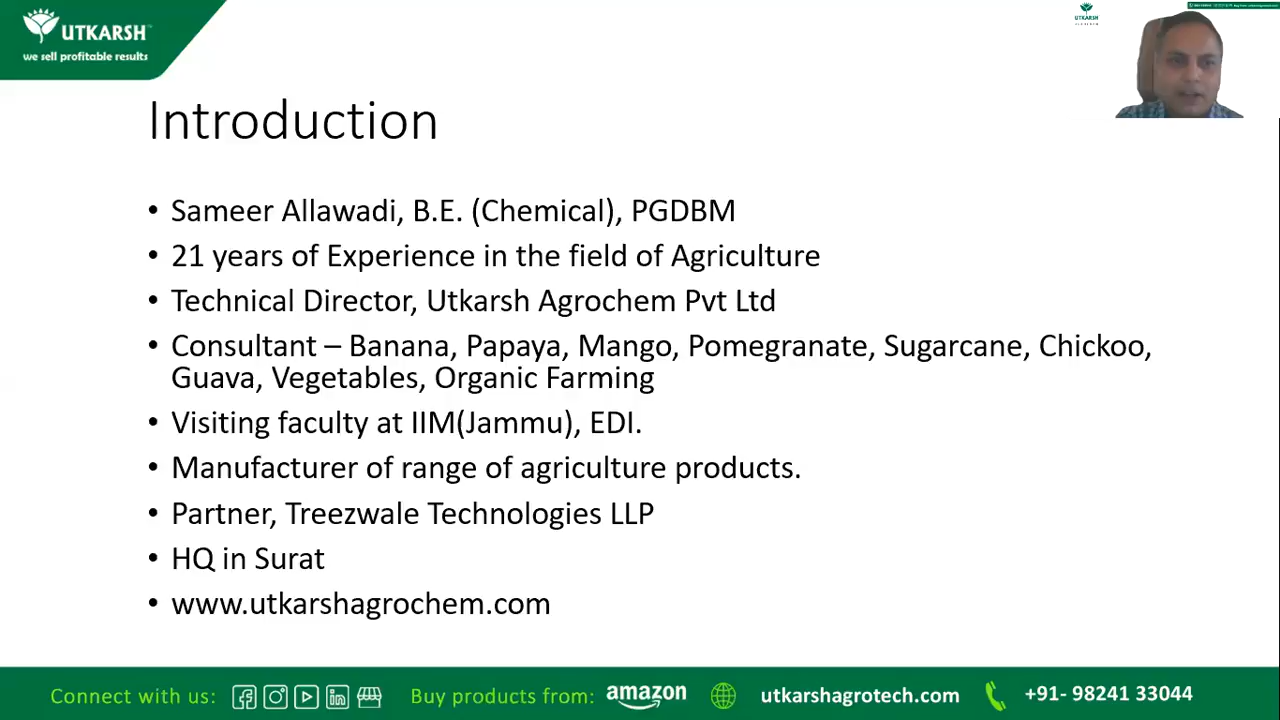 UTKARSH
we sell profitable results
UTKARSH
Introduction
• Sameer Allawadi, B.E. (Chemical), PGDBM
• 21 years of Experience in the field of Agriculture
• Technical Director, Utkarsh Agrochem Pvt Ltd
• Consultant – Banana, Papaya, Mango, Pomegranate, Sugarcane, Chickoo,
Guava, Vegetables, Organic Farming
• Visiting faculty at IIM(Jammu), EDI.
• Manufacturer of range of agriculture products.
• Partner, Treezwale Technologies LLP
• HQ in Surat
• www.utkarshagrochem.com
Connect with us: Buy products from: amazon utkarshagrotech.com +91- 98241 33044